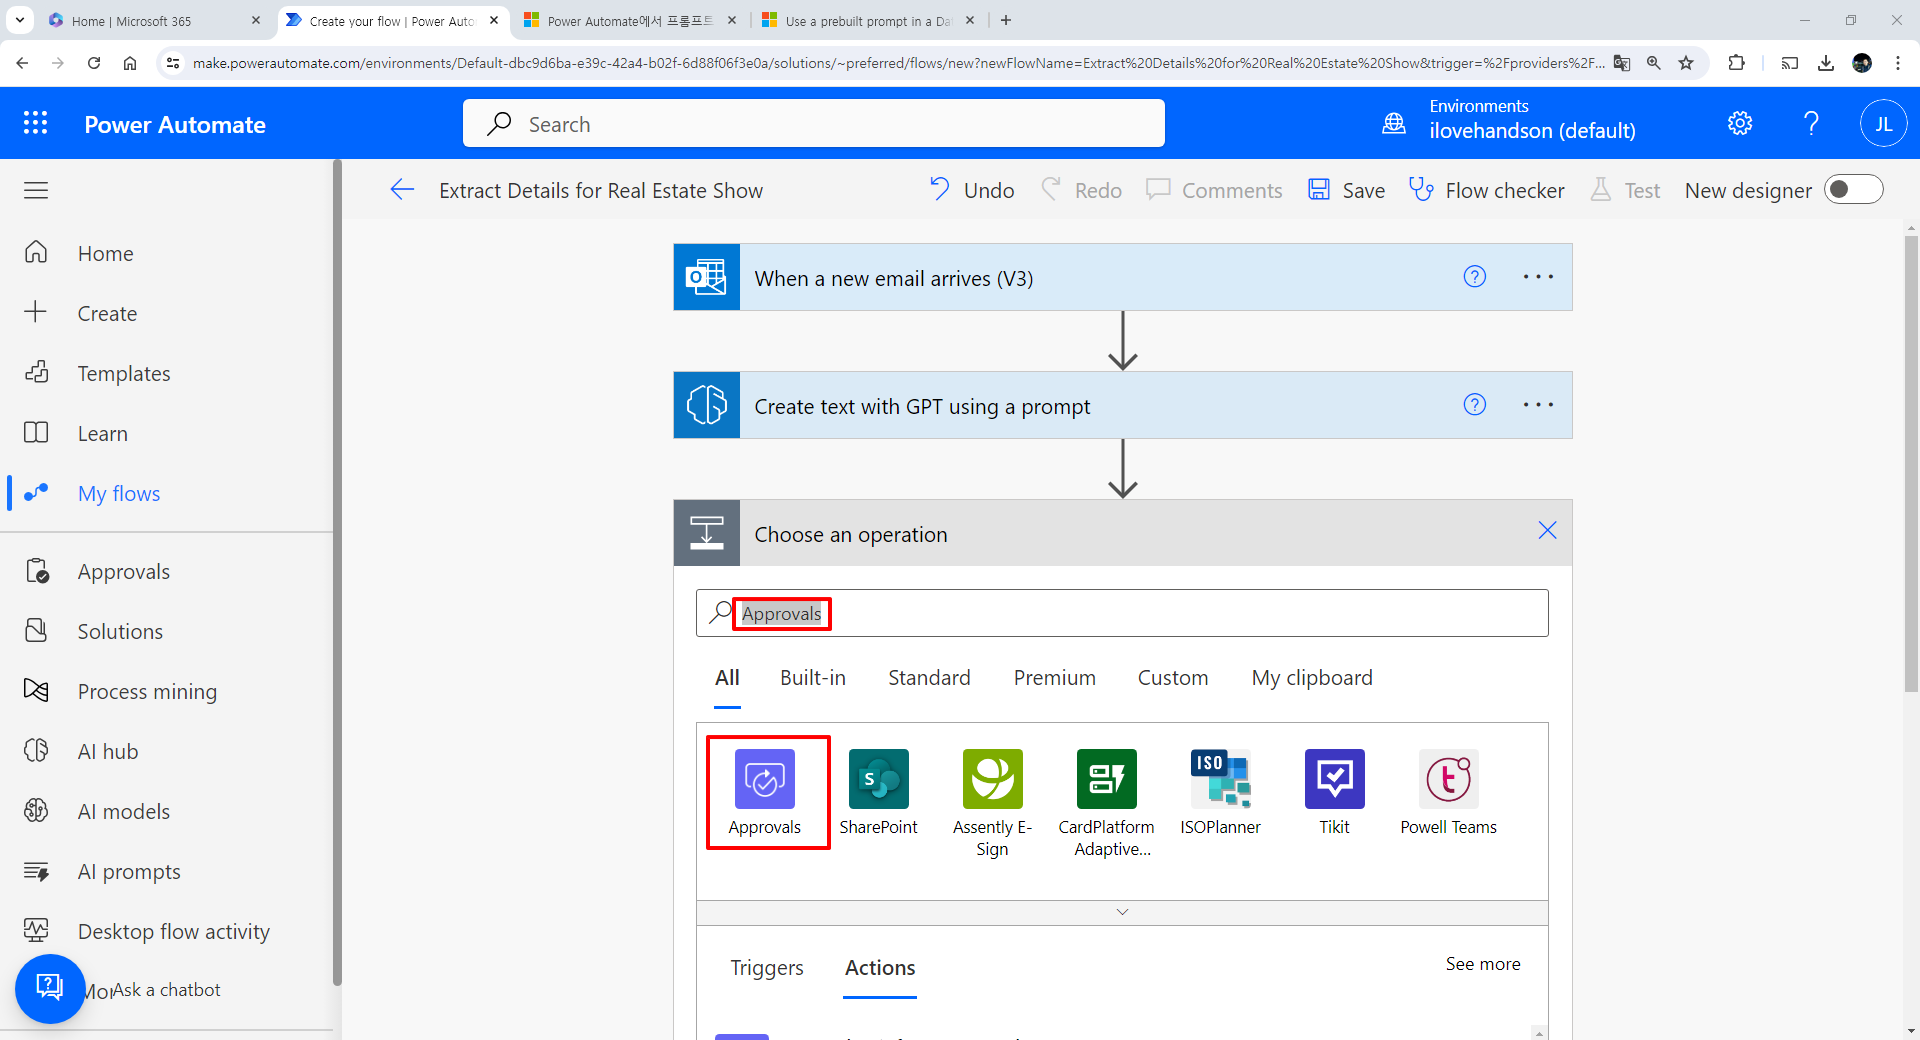 Home | Microsoft 365
Create your flow | Power Auto
Power Automate에서 프롬프트
Use a prebuilt prompt in a Da
make.powerautomate.com/environments/Default-dbc9d6ba-e39c-42a4-b02f-6d88f06f3e0a/solutions/~preferred/flows/new?newFlowName=Extract%20Details%20for%20Real%20Estate%20Show&trigger=%2Fproviders%2F...
Power Automate
Search
Environments
ilovehandson (default)
JL
Extract Details for Real Estate Show
Undo
Redo
Comments
Save
Flow checker
Test
New designer
Home
Create
Templates
Learn
My flows
Approvals
Solutions
Process mining
AI hub
AI models
AI prompts
Desktop flow activity
Mor
Ask a chatbot
When a new email arrives (V3)
Create text with GPT using a prompt
Choose an operation
Approvals
All
Built-in
Standard
Premium
Custom
My clipboard
Approvals
SharePoint
Assently E-
Sign
CardPlatform
Adaptive...
ISO
ISOPlanner
Tikit
Powell Teams
Triggers
Actions
See more